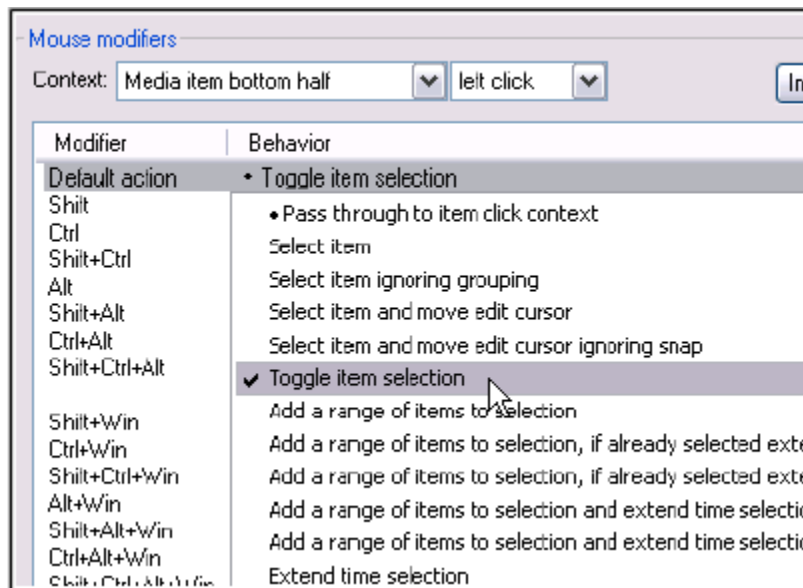 Mouse modifiers
Context: Media item bottom half left click In
Modifier Behavior
Default action • Toggle item selection
Shift • Pass through to item click context
Ctrl Select item
Shift+Ctrl Select item ignoring grouping
Alt Select item and move edit cursor
Shift+Alt Select item and move edit cursor ignoring snap
Ctrl+Alt ✓ Toggle item selection
Shift+Ctrl+Alt Add a range of items to selection
Shift+Win Add a range of items to selection, if already selected exte
Ctrl+Win Add a range of items to selection, if already selected exte
Shift+Ctrl+Win Add a range of items to selection and extend time selectio
Alt+Win Add a range of items to selection and extend time selectio
Shift+Alt+Win Extend time selection
Ctrl+Alt+Win
Shift+Ctrl+Alt+Win